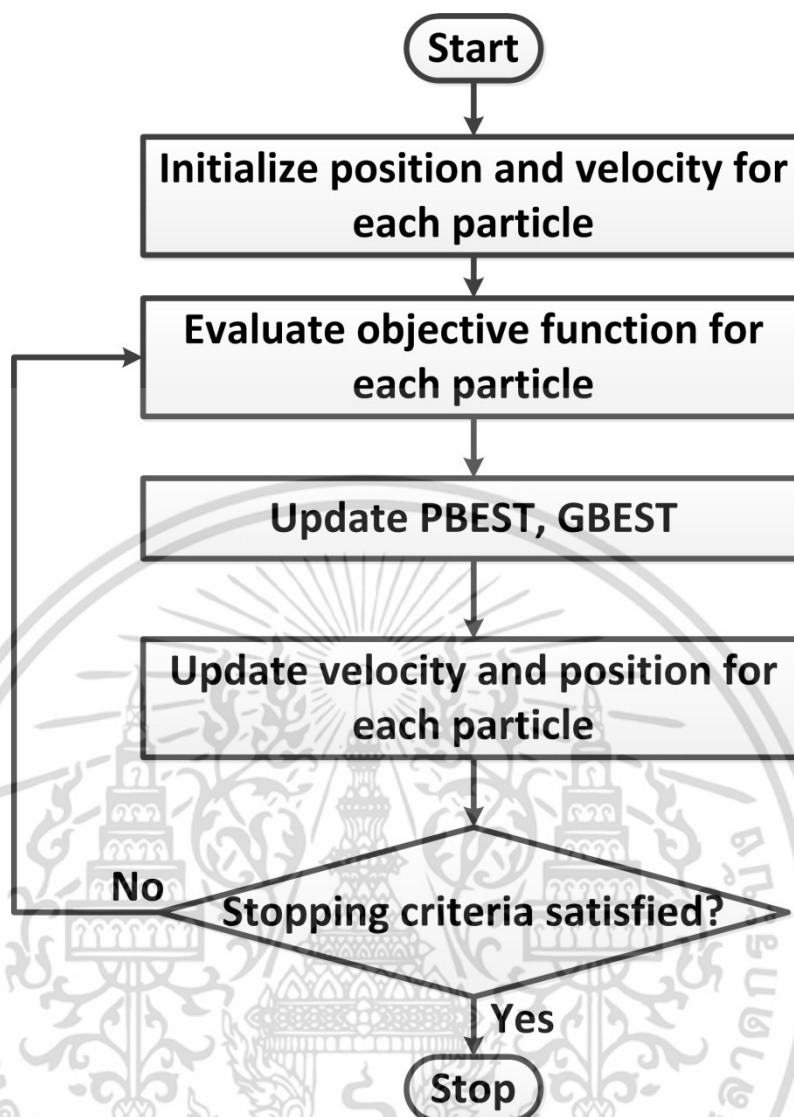 Start
Initialize position and velocity for
each particle
Evaluate objective function for
each particle
Update PBEST, GBEST
Update velocity and position for
each particle
No
Stopping criteria satisfied?
Yes
Stop